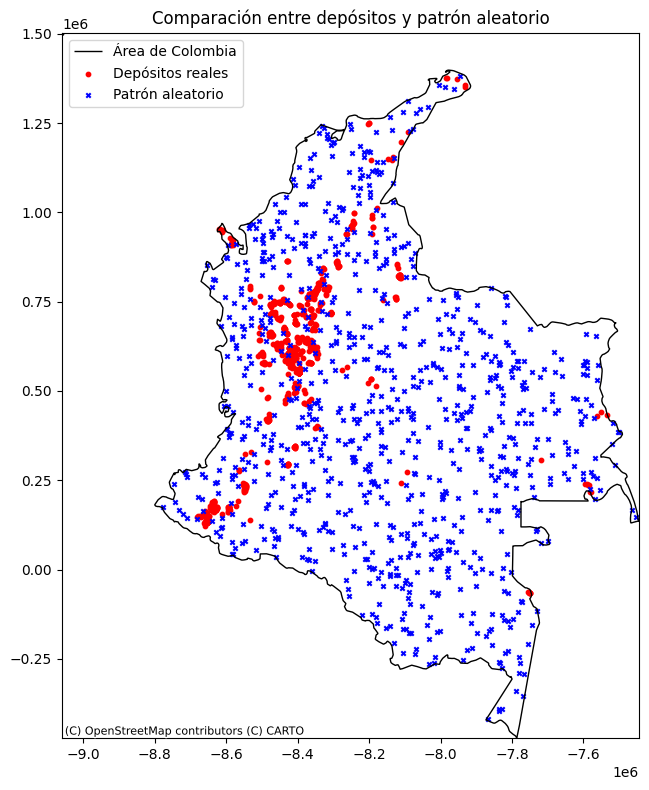 Comparación entre depósitos y patrón aleatorio
1e6
Área de Colombia
Depósitos reales
Patrón aleatorio
1.50
1.25
1.00
0.75
0.50
0.25
0.00
−0.25
(C) OpenStreetMap contributors (C) CARTO
−9.0 −8.8 −8.6 −8.4 −8.2 −8.0 −7.8 −7.6
1e6